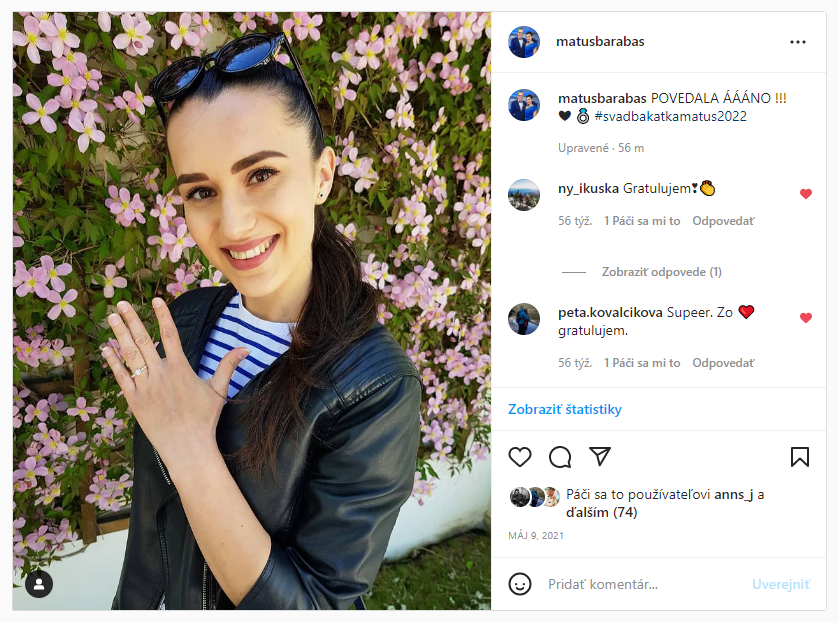 matusbarabas
matusbarabas POVEDALA ÁÁÁNO !!!
🖤 💍 #svadbakatkamatus2022
Upravené · 56 m
ny_ikuska Gratulujem❣👏
56 týž. 1 Páči sa mi to Odpovedať
Zobraziť odpovede (1)
peta.kovalcikova Supeer. Zo ❤️
gratulujem.
56 týž. 1 Páči sa mi to Odpovedať
Zobraziť štatistiky
Páči sa to používateľovi anns_j a
ďalším (74)
MÁJ 9, 2021
Pridať komentár... Uverejniť